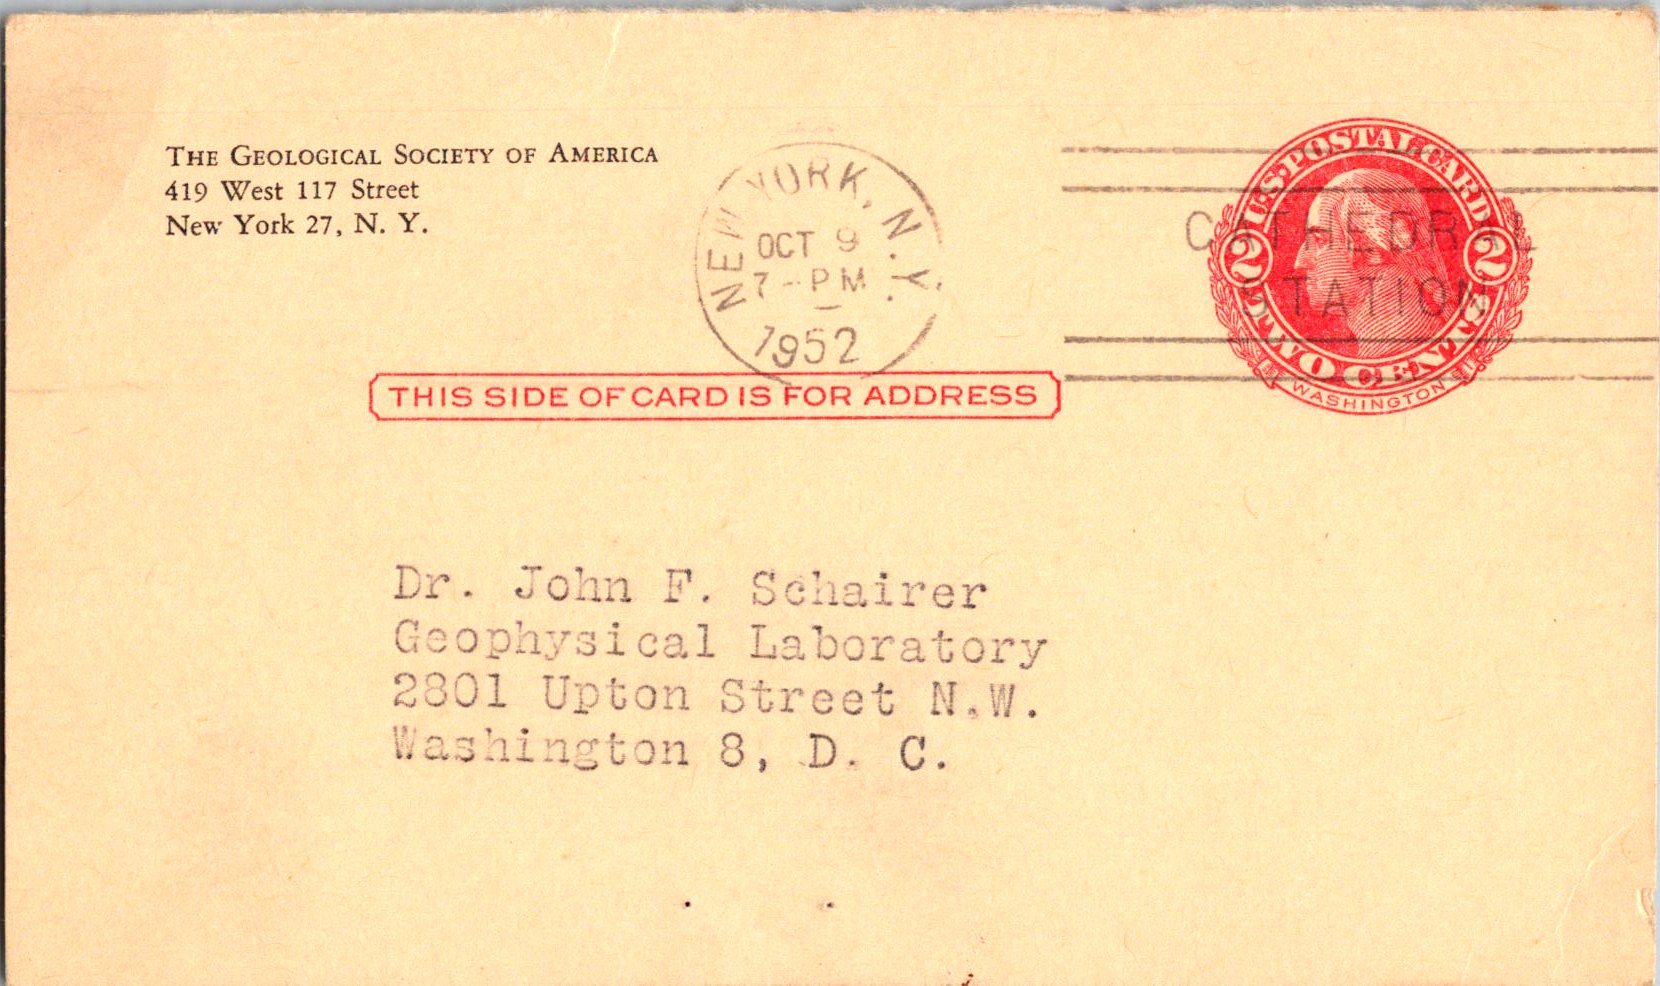 THE GEOLOGICAL SOCIETY OF AMERICA
419 West 117 Street
New York 27, N. Y.
NEW YORK, N.Y.
OCT 9
7 - PM
1952
U.S. POSTAL CARD
2 2
TWO CENTS
WASHINGTON
CATHEDRAL
STATION
THIS SIDE OF CARD IS FOR ADDRESS
Dr. John F. Schairer
Geophysical Laboratory
2801 Upton Street N.W.
Washington 8, D. C.